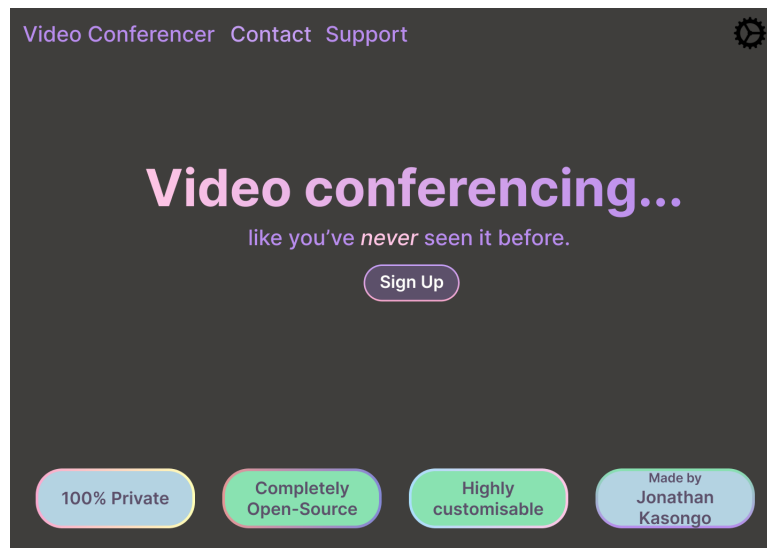 Video Conferencer Contact Support
Video conferencing...
like you’ve never seen it before.
Sign Up
100% Private
Completely
Open-Source
Highly
customisable
Made by
Jonathan
Kasongo